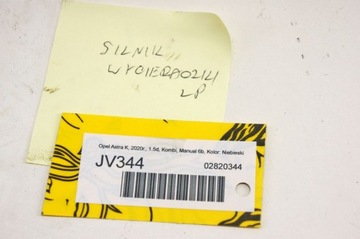 SILNIK
WYCIERACZKI
LP
Opel Astra K, 2020r., 1.5d, Kombi, Manual 6b, Kolor: Niebieski
JV344
02820344